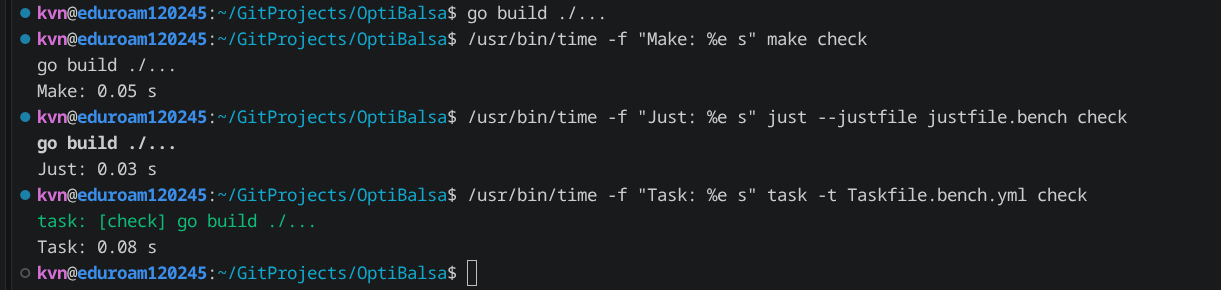 kvn@eduroam120245:~/GitProjects/OptiBalsa$ go build ./...
kvn@eduroam120245:~/GitProjects/OptiBalsa$ /usr/bin/time -f "Make: %e s" make check
go build ./...
Make: 0.05 s
kvn@eduroam120245:~/GitProjects/OptiBalsa$ /usr/bin/time -f "Just: %e s" just --justfile justfile.bench check
go build ./...
Just: 0.03 s
kvn@eduroam120245:~/GitProjects/OptiBalsa$ /usr/bin/time -f "Task: %e s" task -t Taskfile.bench.yml check
task: [check] go build ./...
Task: 0.08 s
kvn@eduroam120245:~/GitProjects/OptiBalsa$